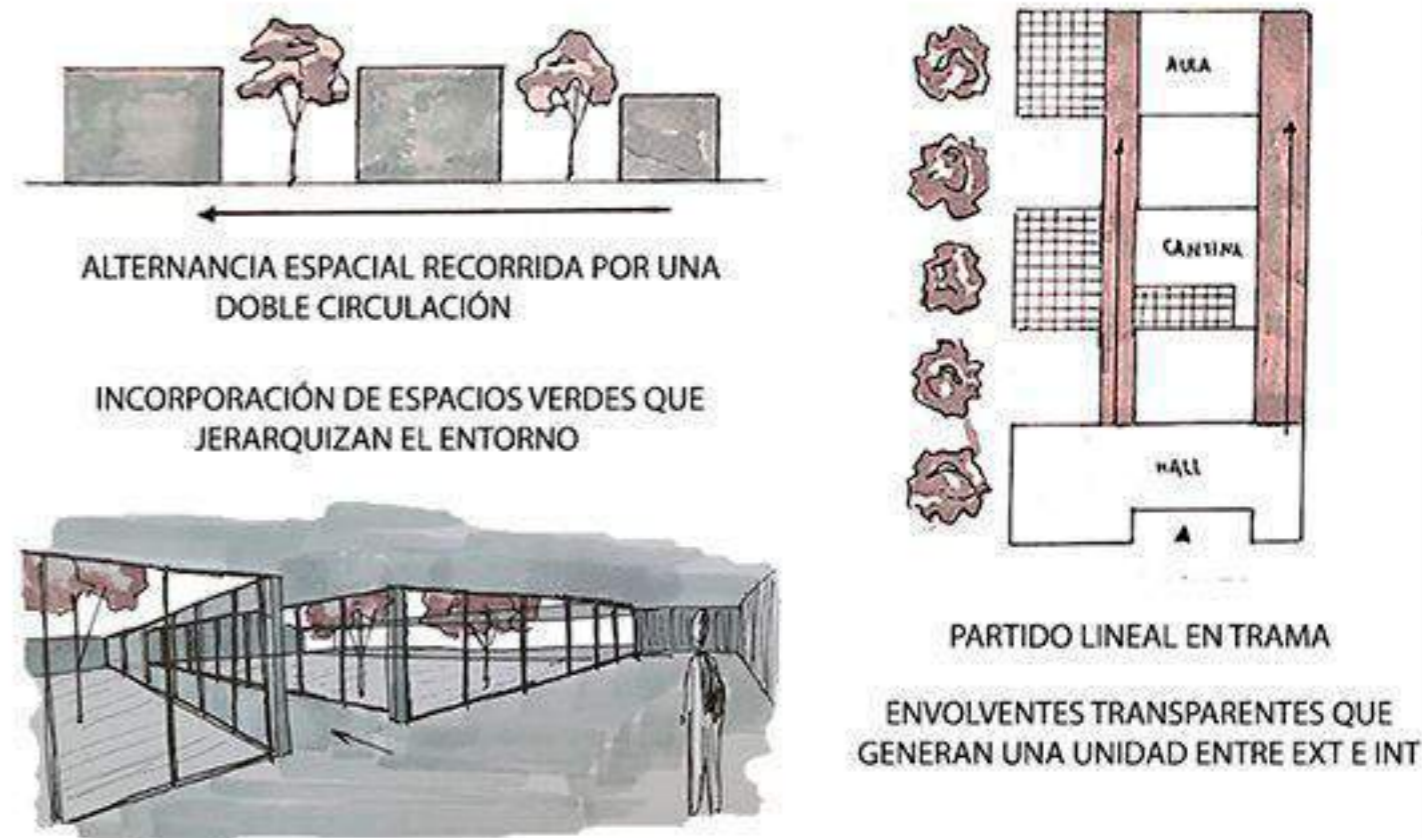 ALTERNANCIA ESPACIAL RECORRIDA POR UNA
DOBLE CIRCULACIÓN
INCORPORACIÓN DE ESPACIOS VERDES QUE
JERARQUIZAN EL ENTORNO
AULA
CANTINA
HALL
PARTIDO LINEAL EN TRAMA
ENVOLVENTES TRANSPARENTES QUE
GENERAN UNA UNIDAD ENTRE EXT E INT